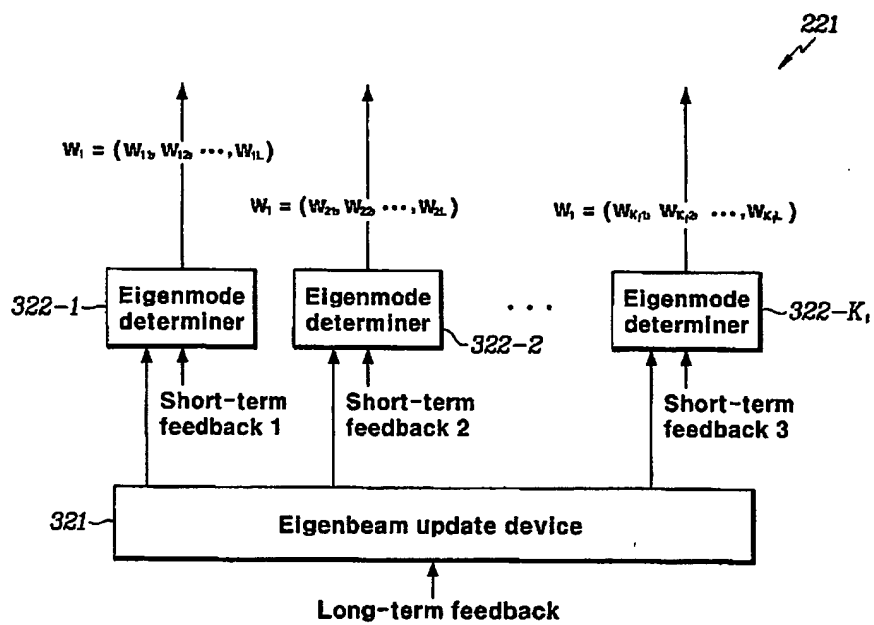 221
W₁ = (W₁₁, W₁₂, ···, W₁L)
W₁ = (W₂₁, W₂₂, ···, W₂L)
W₁ = (WKf1, WKf2, ···, WKfL)
322-1
Eigenmode
determiner
Eigenmode
determiner
322-2
· · ·
Eigenmode
determiner
Short-term
feedback 1
Short-term
feedback 2
Short-term
feedback 3
321
Eigenbeam update device
Long-term feedback